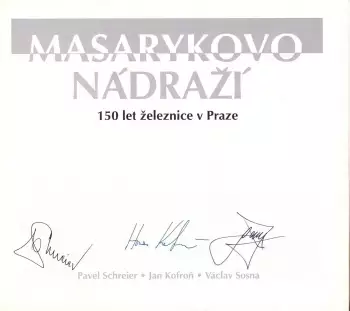 MASARYKOVO
NÁDRAŽÍ
150 let železnice v Praze
Pavel Schreier • Jan Kofroň • Václav Sosna